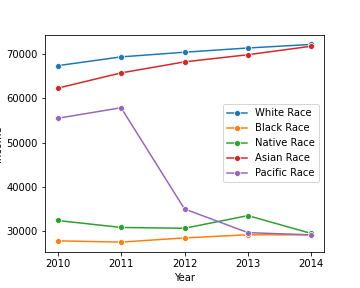 70000
60000
50000
40000
30000
2010 2011 2012 2013 2014
Year
White Race
Black Race
Native Race
Asian Race
Pacific Race